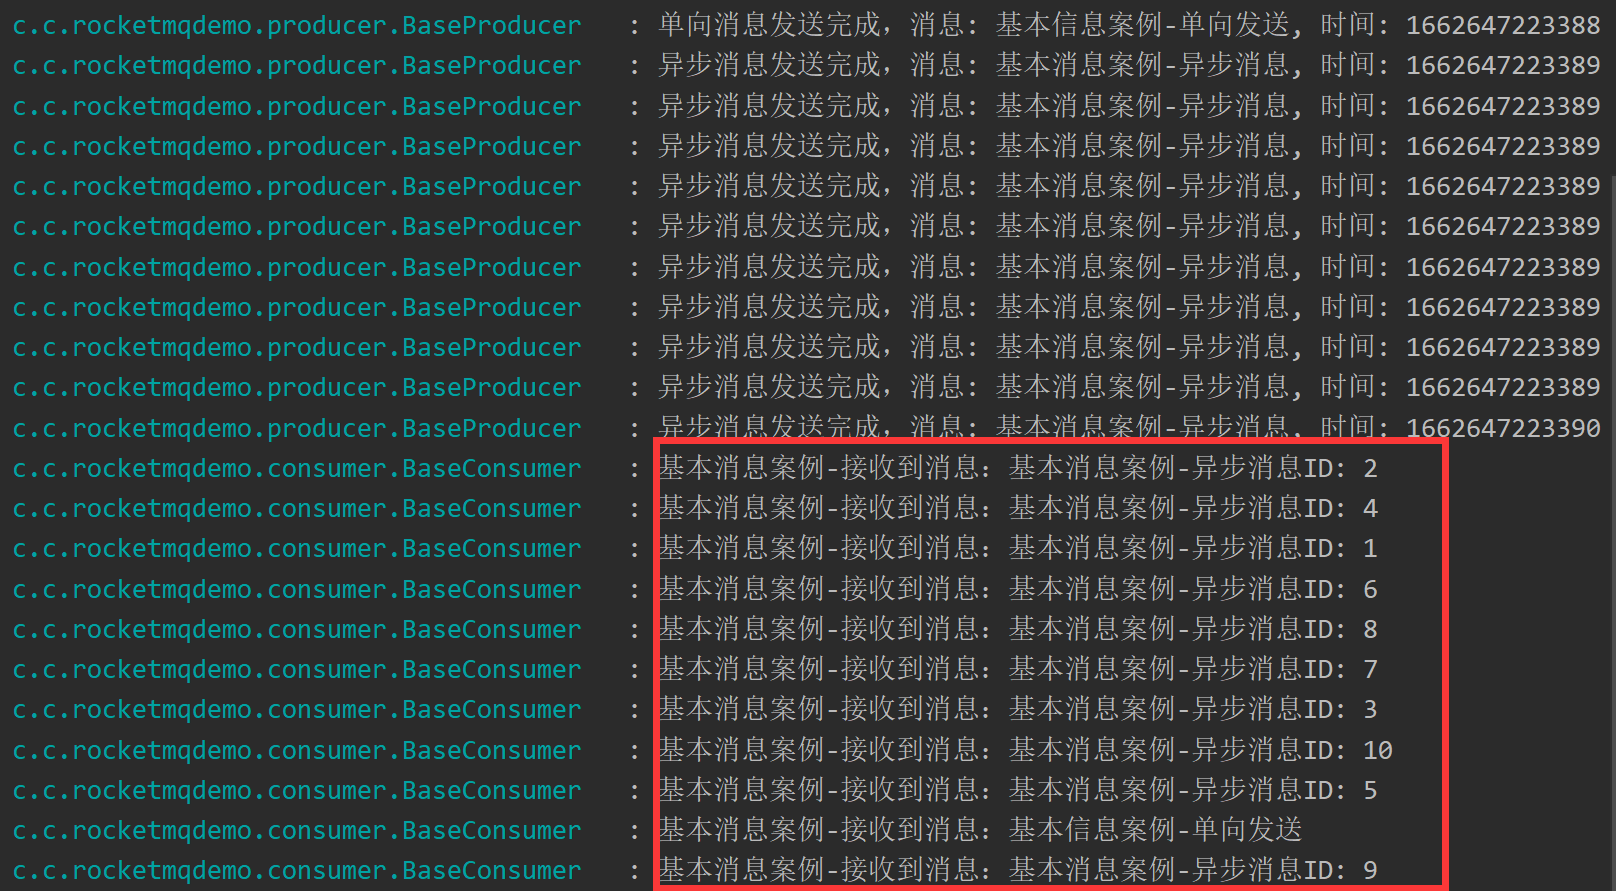 c.c.rocketmqdemo.producer.BaseProducer : 单向消息发送完成，消息: 基本信息案例-单向发送, 时间: 1662647223388
c.c.rocketmqdemo.producer.BaseProducer : 异步消息发送完成，消息: 基本消息案例-异步消息, 时间: 1662647223389
c.c.rocketmqdemo.producer.BaseProducer : 异步消息发送完成，消息: 基本消息案例-异步消息, 时间: 1662647223389
c.c.rocketmqdemo.producer.BaseProducer : 异步消息发送完成，消息: 基本消息案例-异步消息, 时间: 1662647223389
c.c.rocketmqdemo.producer.BaseProducer : 异步消息发送完成，消息: 基本消息案例-异步消息, 时间: 1662647223389
c.c.rocketmqdemo.producer.BaseProducer : 异步消息发送完成，消息: 基本消息案例-异步消息, 时间: 1662647223389
c.c.rocketmqdemo.producer.BaseProducer : 异步消息发送完成，消息: 基本消息案例-异步消息, 时间: 1662647223389
c.c.rocketmqdemo.producer.BaseProducer : 异步消息发送完成，消息: 基本消息案例-异步消息, 时间: 1662647223389
c.c.rocketmqdemo.producer.BaseProducer : 异步消息发送完成，消息: 基本消息案例-异步消息, 时间: 1662647223389
c.c.rocketmqdemo.producer.BaseProducer : 异步消息发送完成，消息: 基本消息案例-异步消息, 时间: 1662647223389
c.c.rocketmqdemo.producer.BaseProducer : 异步消息发送完成，消息: 基本消息案例-异步消息, 时间: 1662647223390
c.c.rocketmqdemo.consumer.BaseConsumer : 基本消息案例-接收到消息：基本消息案例-异步消息ID: 2
c.c.rocketmqdemo.consumer.BaseConsumer : 基本消息案例-接收到消息：基本消息案例-异步消息ID: 4
c.c.rocketmqdemo.consumer.BaseConsumer : 基本消息案例-接收到消息：基本消息案例-异步消息ID: 1
c.c.rocketmqdemo.consumer.BaseConsumer : 基本消息案例-接收到消息：基本消息案例-异步消息ID: 6
c.c.rocketmqdemo.consumer.BaseConsumer : 基本消息案例-接收到消息：基本消息案例-异步消息ID: 8
c.c.rocketmqdemo.consumer.BaseConsumer : 基本消息案例-接收到消息：基本消息案例-异步消息ID: 7
c.c.rocketmqdemo.consumer.BaseConsumer : 基本消息案例-接收到消息：基本消息案例-异步消息ID: 3
c.c.rocketmqdemo.consumer.BaseConsumer : 基本消息案例-接收到消息：基本消息案例-异步消息ID: 10
c.c.rocketmqdemo.consumer.BaseConsumer : 基本消息案例-接收到消息：基本消息案例-异步消息ID: 5
c.c.rocketmqdemo.consumer.BaseConsumer : 基本消息案例-接收到消息：基本信息案例-单向发送
c.c.rocketmqdemo.consumer.BaseConsumer : 基本消息案例-接收到消息：基本消息案例-异步消息ID: 9